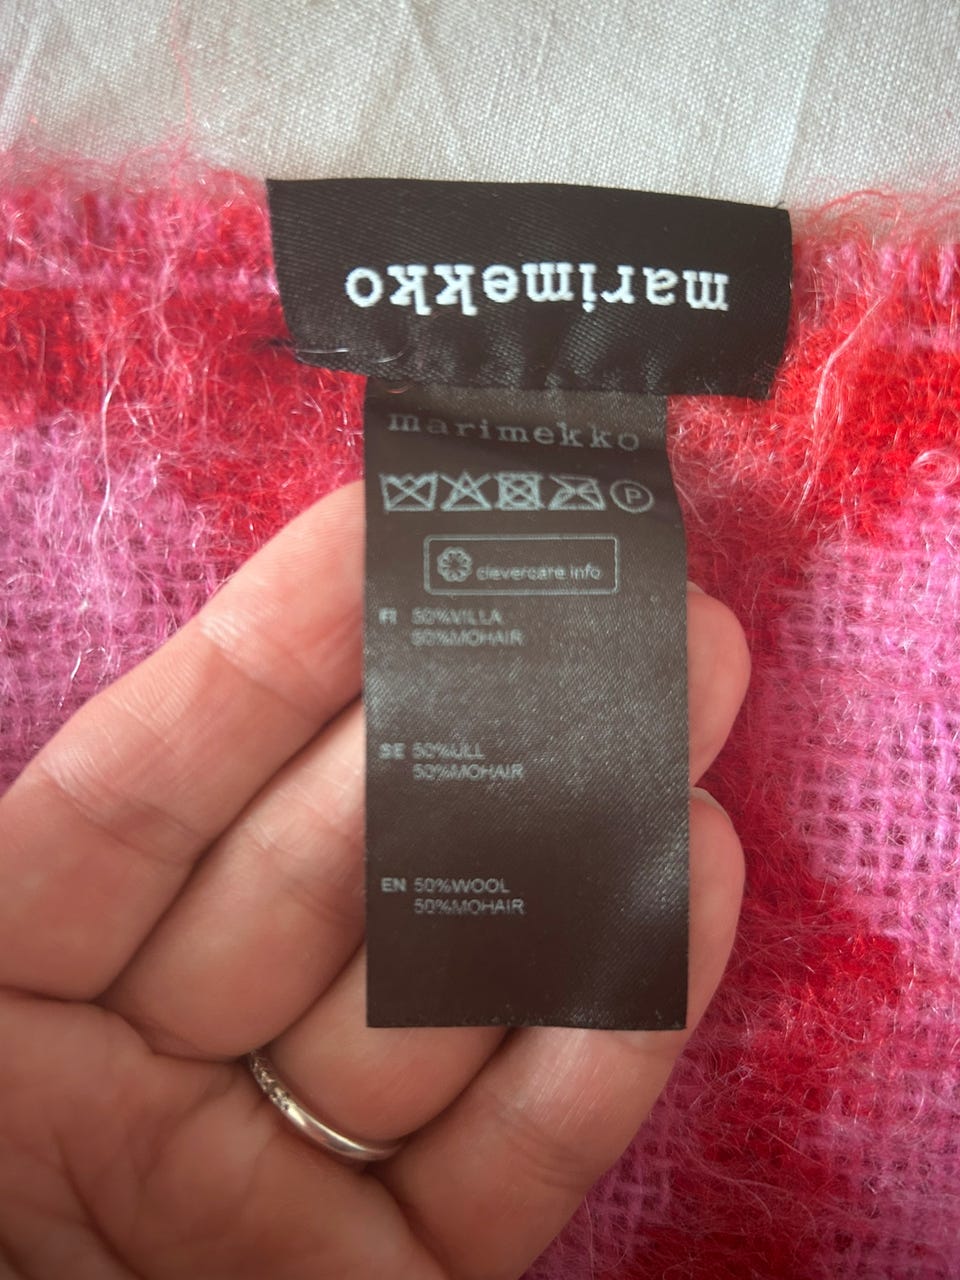 marimekko
marimekko
P
clevercare.info
FI 50%VILLA
50%MOHAIR
SE 50%ULL
50%MOHAIR
EN 50%WOOL
50%MOHAIR